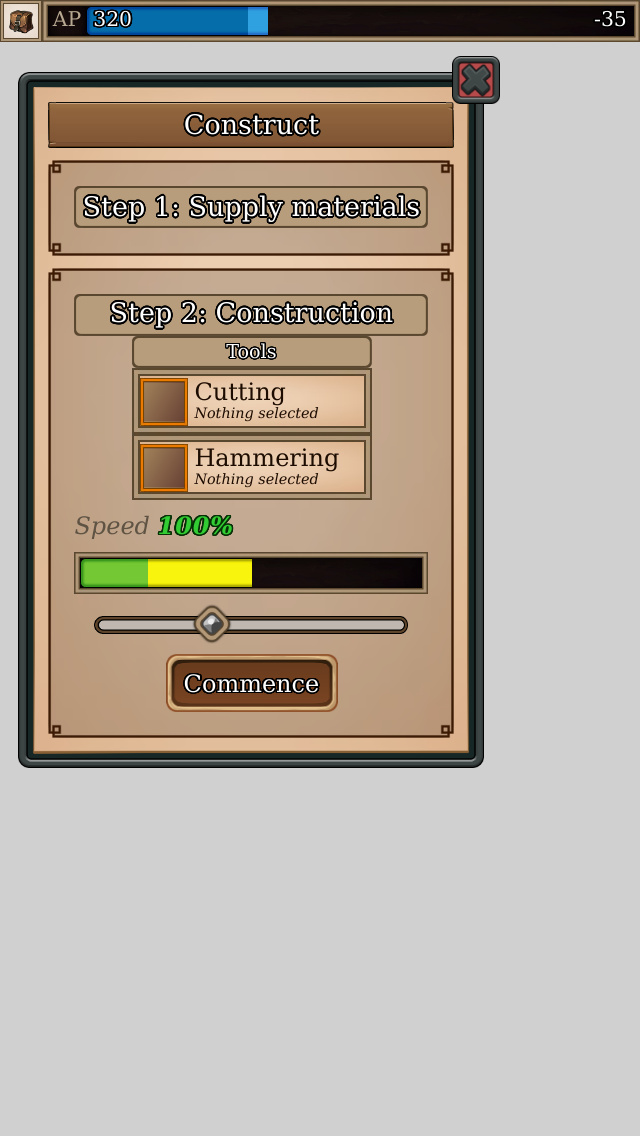 AP 320 -35
Construct
Step 1: Supply materials
Step 2: Construction
Tools
Cutting
Nothing selected
Hammering
Nothing selected
Speed 100%
Commence